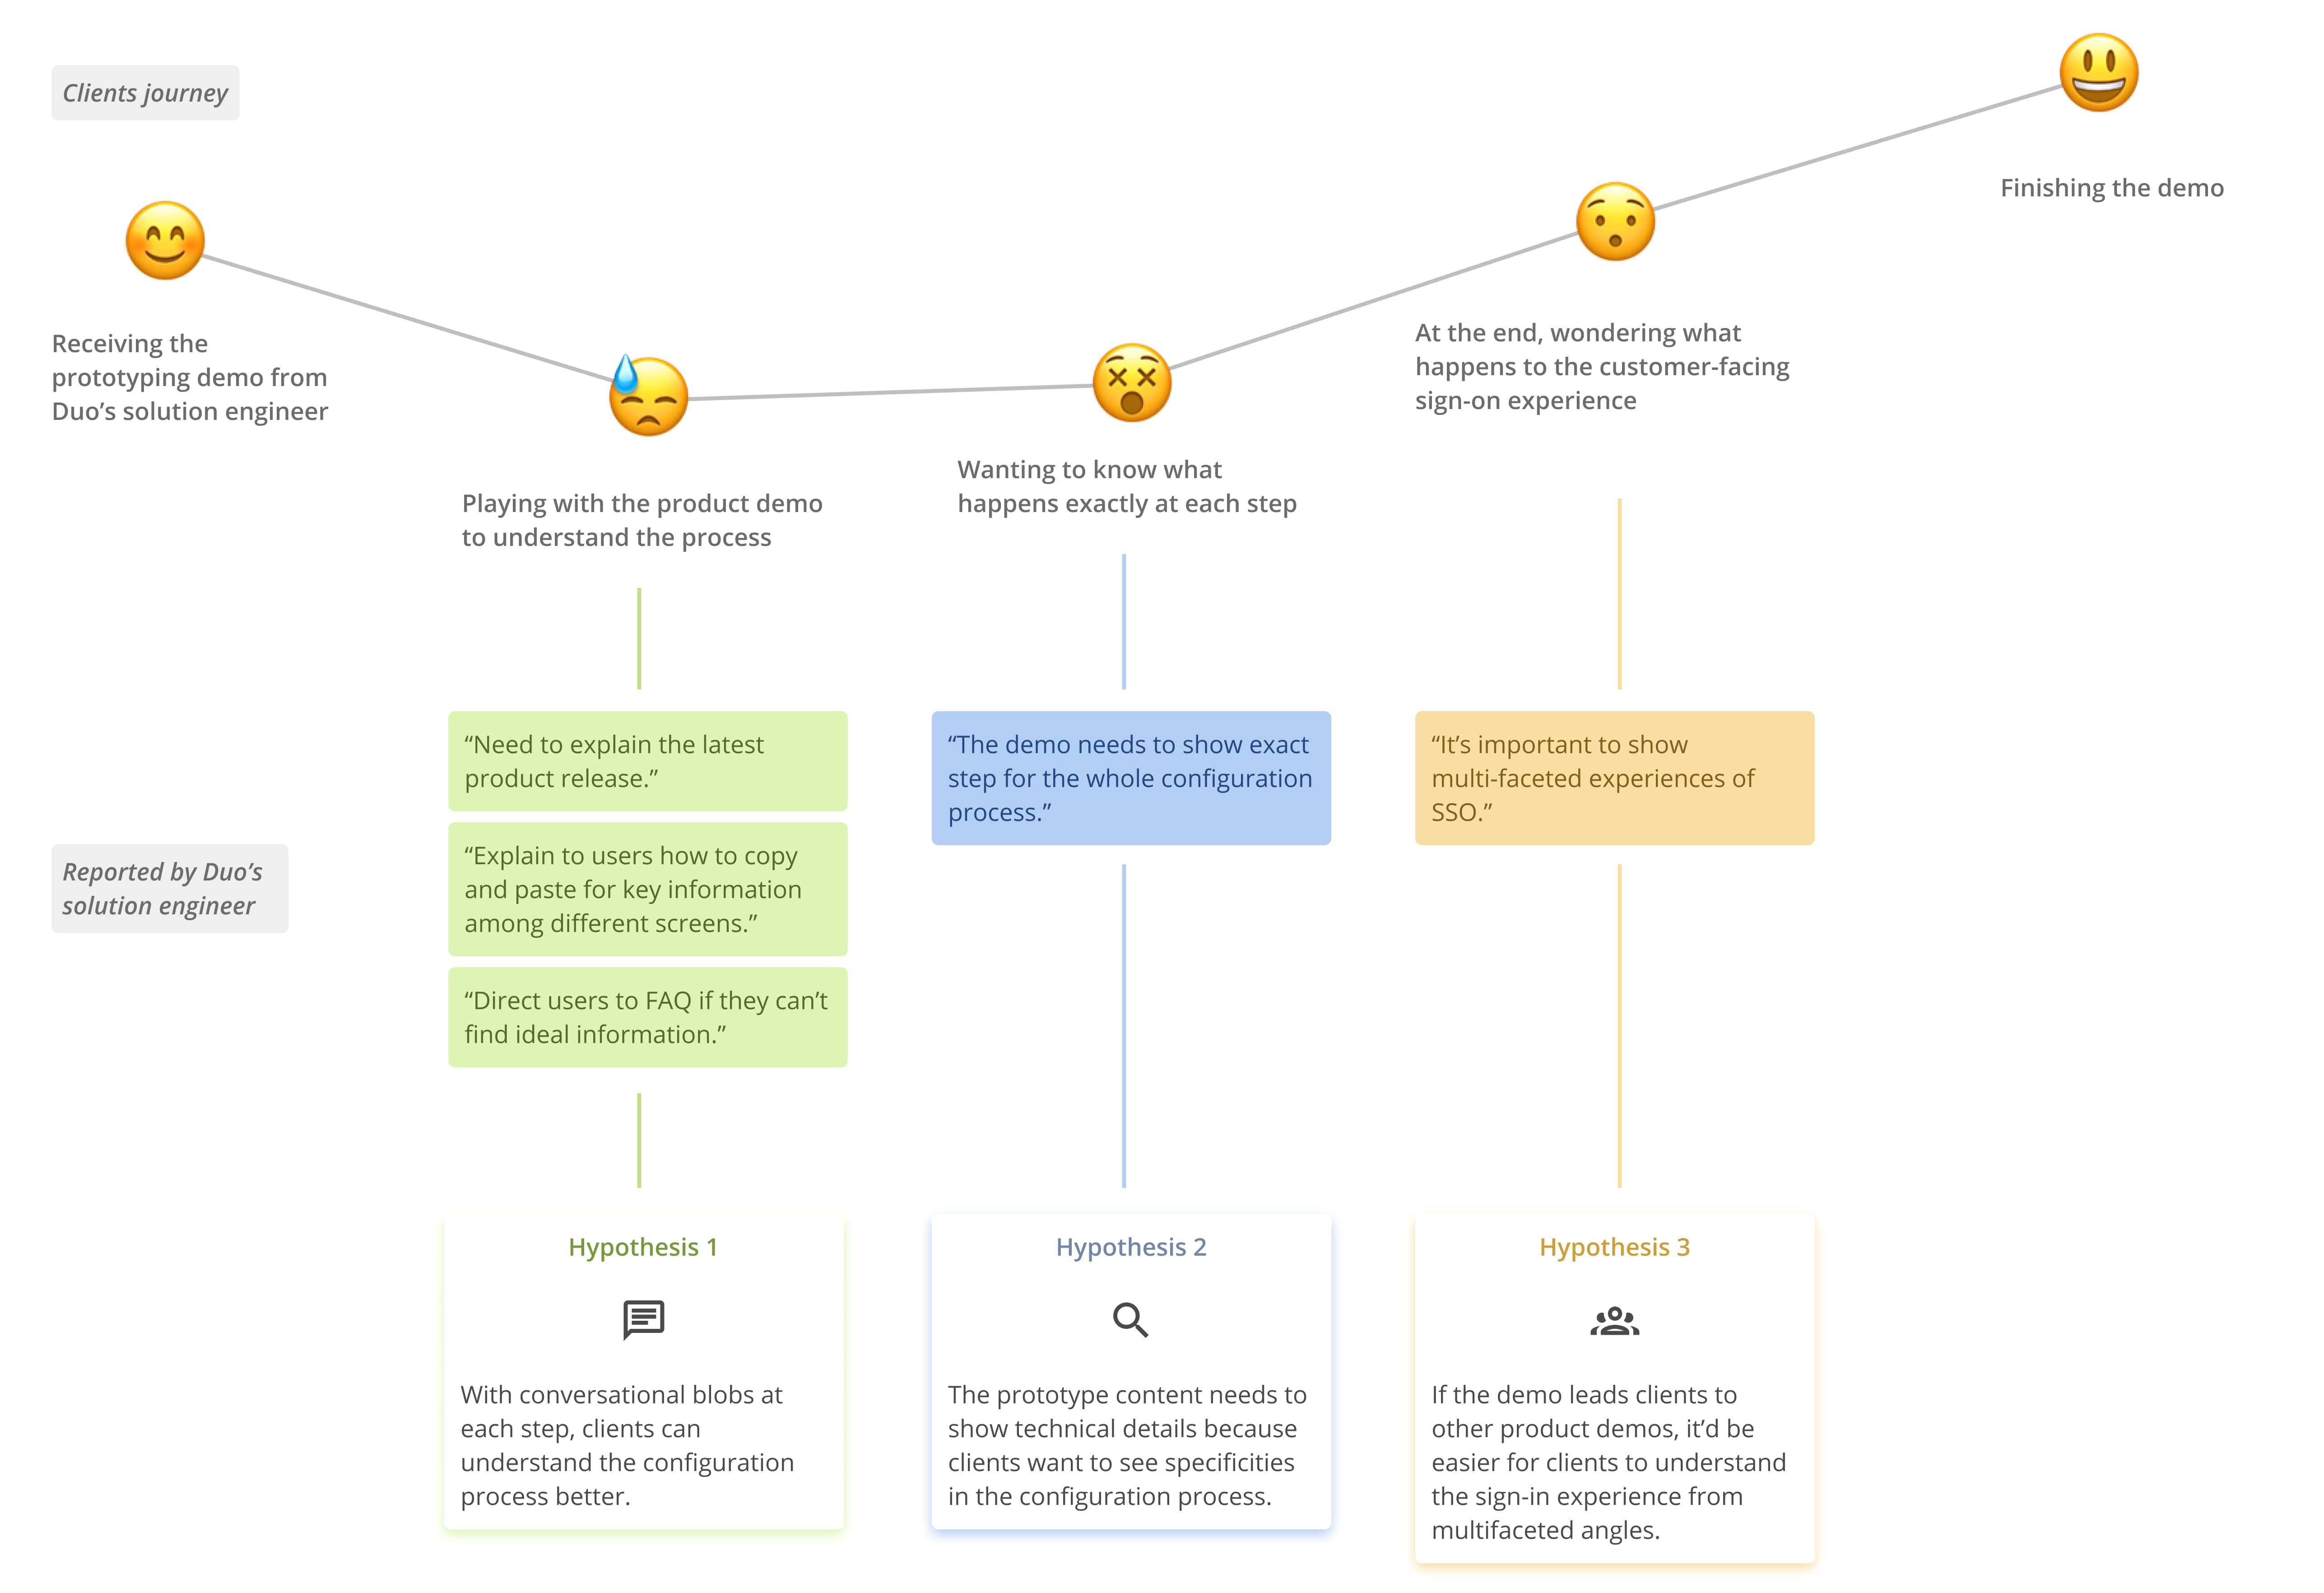 Clients journey
Receiving the
prototyping demo from
Duo’s solution engineer
Playing with the product demo
to understand the process
Wanting to know what
happens exactly at each step
At the end, wondering what
happens to the customer-facing
sign-on experience
Finishing the demo
Reported by Duo’s
solution engineer
“Need to explain the latest
product release.”
“Explain to users how to copy
and paste for key information
among different screens.”
“Direct users to FAQ if they can’t
find ideal information.”
“The demo needs to show exact
step for the whole configuration
process.”
“It’s important to show
multi-faceted experiences of
SSO.”
Hypothesis 1
With conversational blobs at
each step, clients can
understand the configuration
process better.
Hypothesis 2
The prototype content needs to
show technical details because
clients want to see specificities
in the configuration process.
Hypothesis 3
If the demo leads clients to
other product demos, it’d be
easier for clients to understand
the sign-in experience from
multifaceted angles.